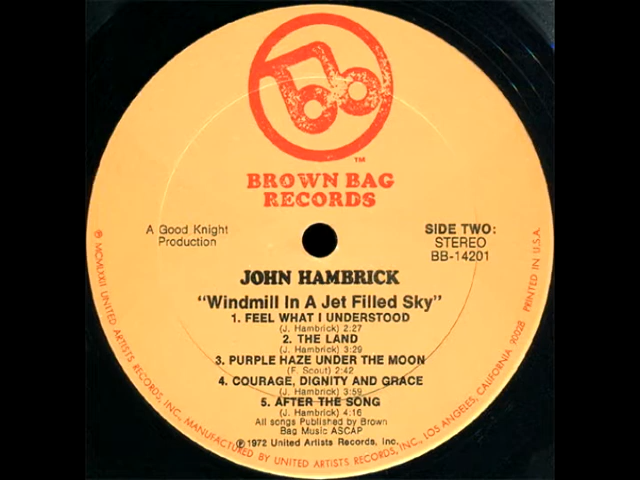 ™
BROWN BAG
RECORDS
A Good Knight
Production
SIDE TWO:
STEREO
BB-14201
JOHN HAMBRICK
"Windmill In A Jet Filled Sky"
1. FEEL WHAT I UNDERSTOOD
(J. Hambrick) 2:27
2. THE LAND
(J. Hambrick) 3:29
3. PURPLE HAZE UNDER THE MOON
(F. Scout) 2:42
4. COURAGE, DIGNITY AND GRACE
(J. Hambrick) 3:59
5. AFTER THE SONG
(J. Hambrick) 4:16
All songs Published by Brown
Bag Music ASCAP
℗ 1972 United Artists Records, Inc.
℗ MCMLXXII UNITED ARTISTS RECORDS, INC., MANUFACTURED BY UNITED ARTISTS RECORDS, INC., LOS ANGELES, CALIFORNIA 90028 PRINTED IN U.S.A.